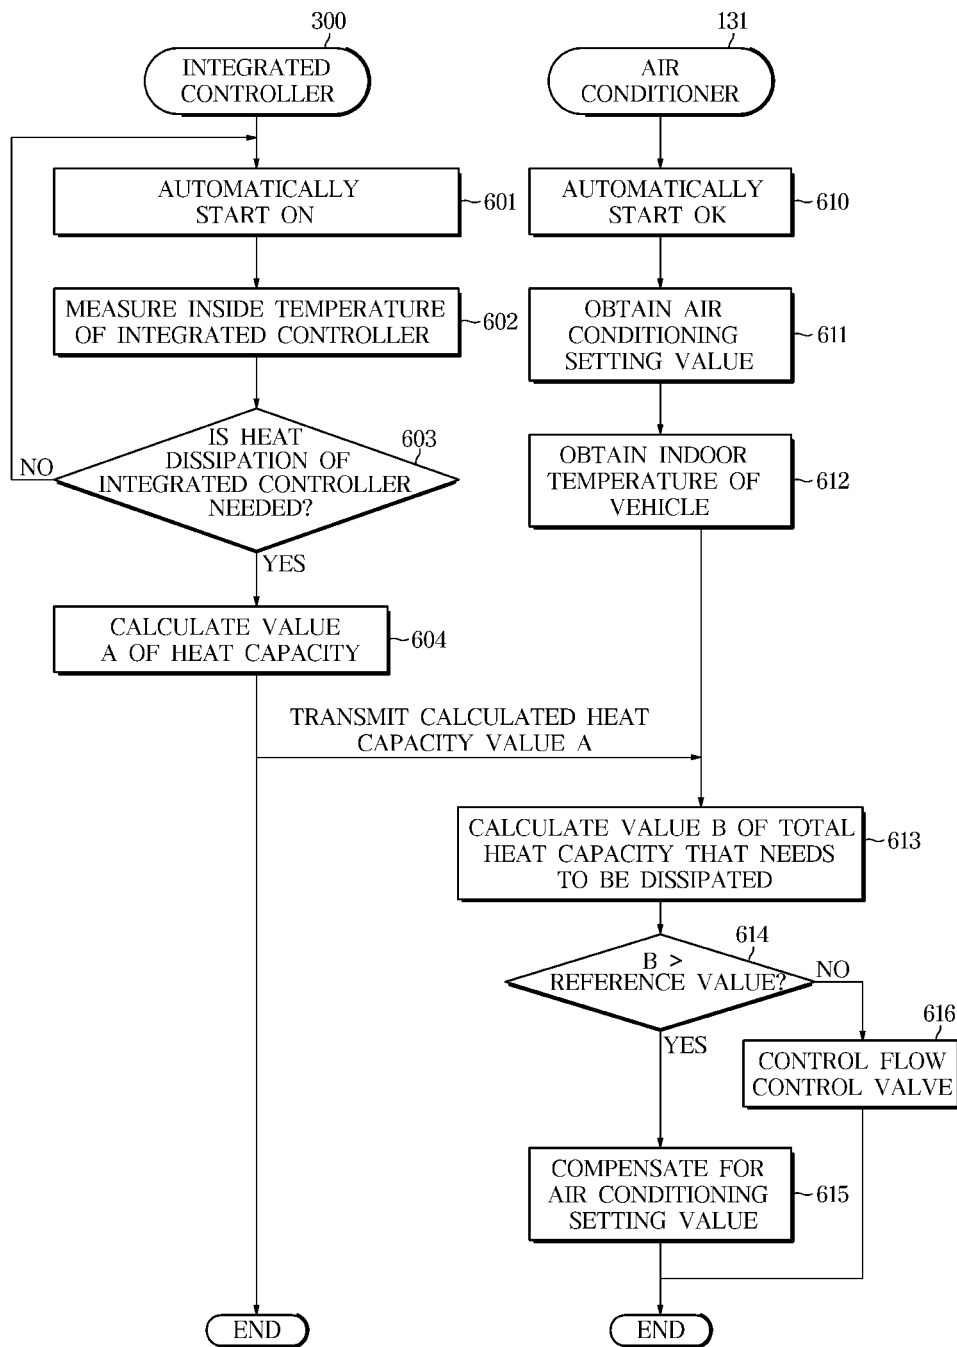 300
INTEGRATED
CONTROLLER
AUTOMATICALLY
START ON
601
MEASURE INSIDE TEMPERATURE
OF INTEGRATED CONTROLLER
602
IS HEAT
DISSIPATION OF
INTEGRATED CONTROLLER
NEEDED?
603
NO
YES
CALCULATE VALUE
A OF HEAT CAPACITY
604
TRANSMIT CALCULATED HEAT
CAPACITY VALUE A
END
131
AIR
CONDITIONER
AUTOMATICALLY
START OK
610
OBTAIN AIR
CONDITIONING
SETTING VALUE
611
OBTAIN INDOOR
TEMPERATURE OF
VEHICLE
612
CALCULATE VALUE B OF TOTAL
HEAT CAPACITY THAT NEEDS
TO BE DISSIPATED
613
B >
REFERENCE VALUE?
614
NO
YES
616
CONTROL FLOW
CONTROL VALVE
COMPENSATE FOR
AIR CONDITIONING
SETTING VALUE
615
END